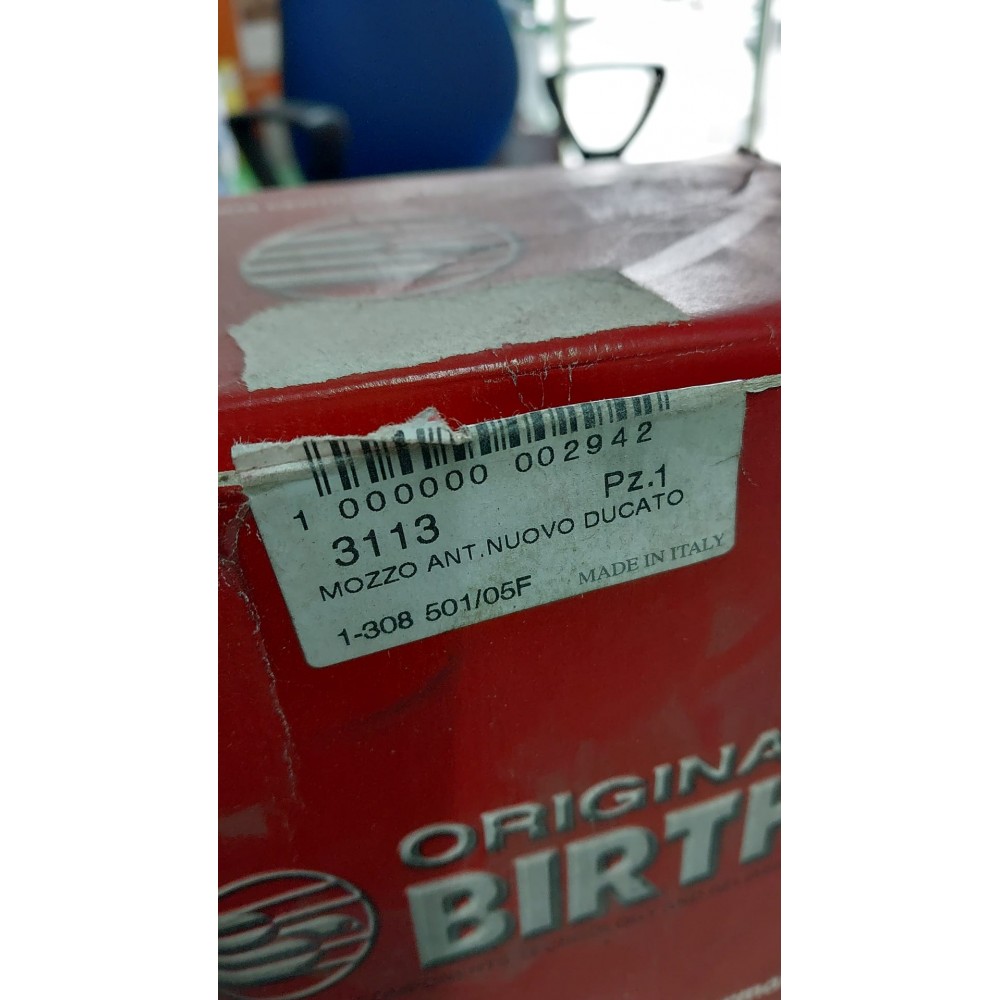 1 000000 002942
3113 Pz.1
MOZZO ANT.NUOVO DUCATO
1-308 501/05F MADE IN ITALY
ORIGINA
BIRTH